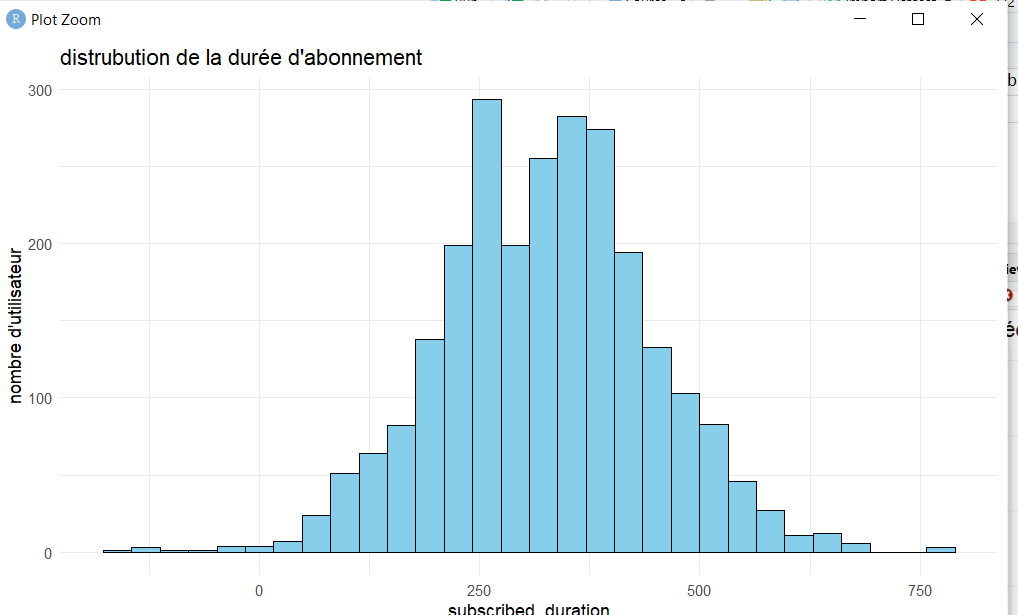 R Plot Zoom
distrubution de la durée d'abonnement
300
200
100
0
nombre d'utilisateur
0 250 500 750
subscribed_duration